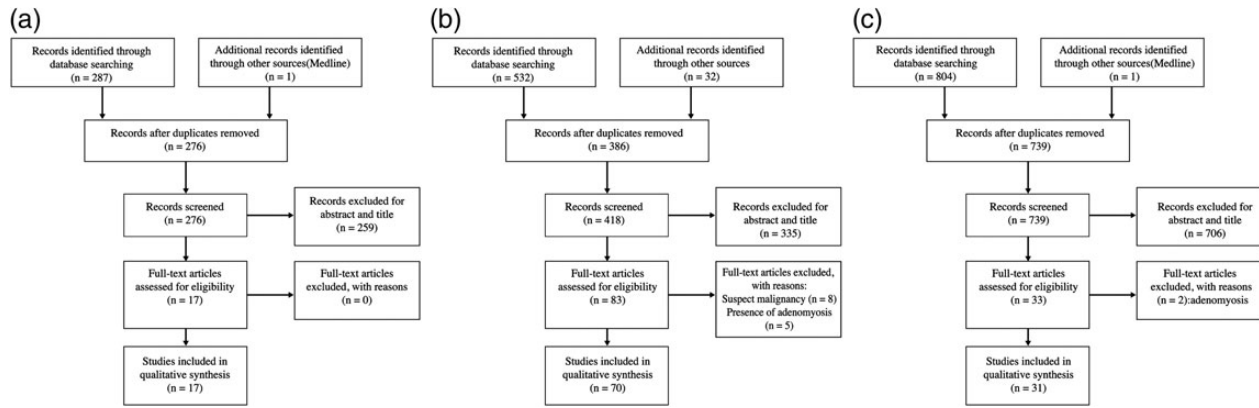 (a)
Records identified through
database searching
(n = 287)
Additional records identified
through other sources(Medline)
(n = 1)
Records after duplicates removed
(n = 276)
Records screened
(n = 276)
Records excluded for
abstract and title
(n = 259)
Full-text articles
assessed for eligibility
(n = 17)
Full-text articles
excluded, with reasons
(n = 0)
Studies included in
qualitative synthesis
(n = 17)
(b)
Records identified through
database searching
(n = 532)
Additional records identified
through other sources
(n = 32)
Records after duplicates removed
(n = 386)
Records screened
(n = 418)
Records excluded for
abstract and title
(n = 335)
Full-text articles
assessed for eligibility
(n = 83)
Full-text articles excluded,
with reasons:
Suspect malignancy (n = 8)
Presence of adenomyosis
(n = 5)
Studies included in
qualitative synthesis
(n = 70)
(c)
Records identified through
database searching
(n = 804)
Additional records identified
through other sources(Medline)
(n = 1)
Records after duplicates removed
(n = 739)
Records screened
(n = 739)
Records excluded for
abstract and title
(n = 706)
Full-text articles
assessed for eligibility
(n = 33)
Full-text articles
excluded, with reasons
(n = 2):adenomyosis
Studies included in
qualitative synthesis
(n = 31)